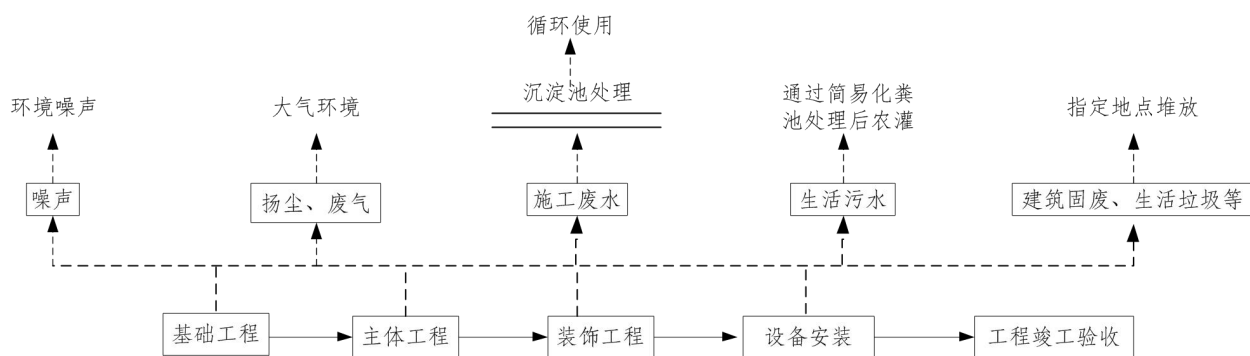 循环使用
环境噪声
大气环境
沉淀池处理
通过简易化粪
池处理后农灌
指定地点堆放
噪声
扬尘、废气
施工废水
生活污水
建筑固废、生活垃圾等
基础工程
主体工程
装饰工程
设备安装
工程竣工验收